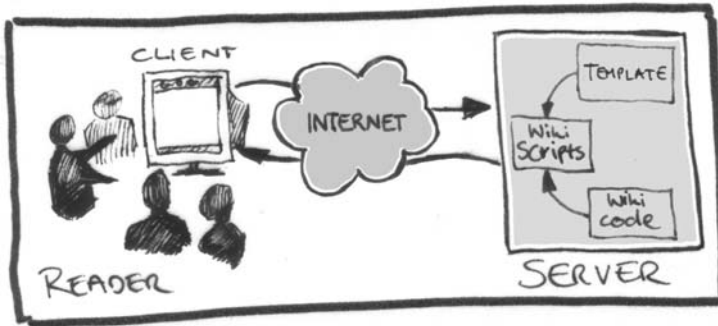 CLIENT
INTERNET
TEMPLATE
Wiki
Scripts
Wiki
code
READER
SERVER